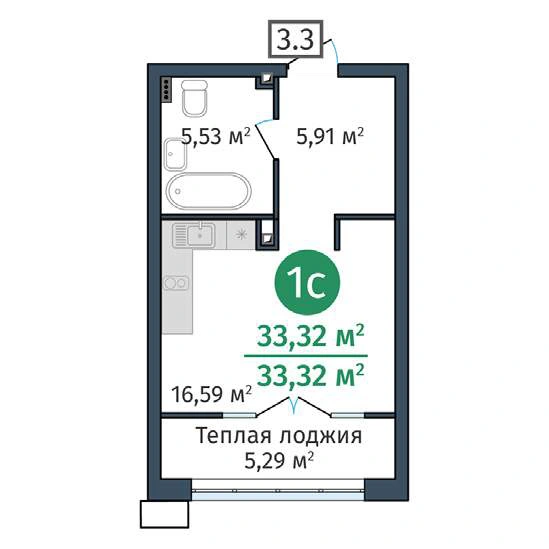 3.3
5,53 м²
5,91 м²
1с
33,32 м²
33,32 м²
16,59 м²
Теплая лоджия
5,29 м²